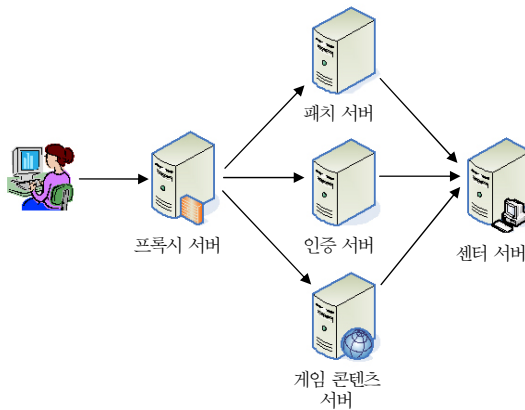 패치 서버
프록시 서버
인증 서버
센터 서버
게임 콘텐츠
서버